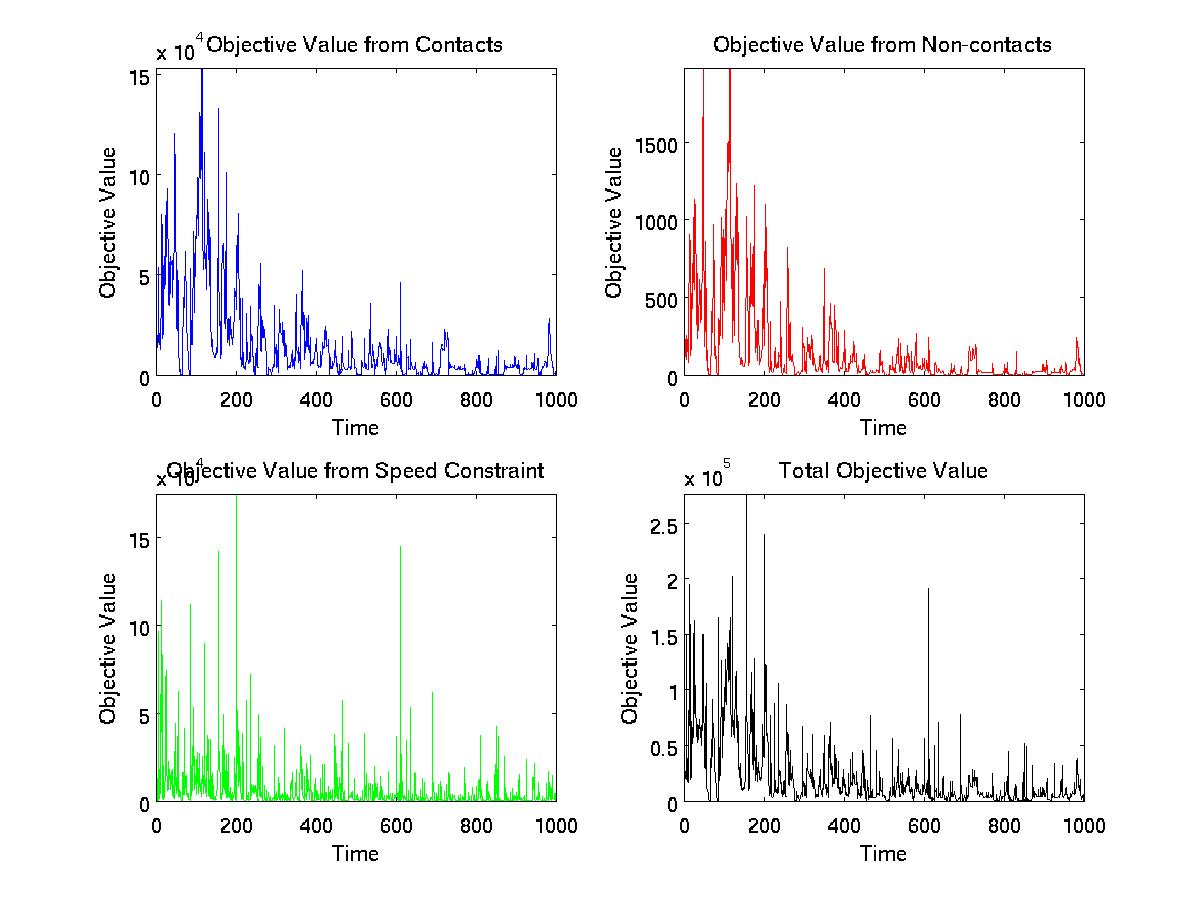 x 10^4 Objective Value from Contacts
15
10
5
0
Objective Value
0 200 400 600 800 1000
Time
Objective Value from Non-contacts
1500
1000
500
0
Objective Value
0 200 400 600 800 1000
Time
x 10^4 Objective Value from Speed Constraint
15
10
5
0
Objective Value
0 200 400 600 800 1000
Time
x 10^5 Total Objective Value
2.5
2
1.5
1
0.5
0
Objective Value
0 200 400 600 800 1000
Time